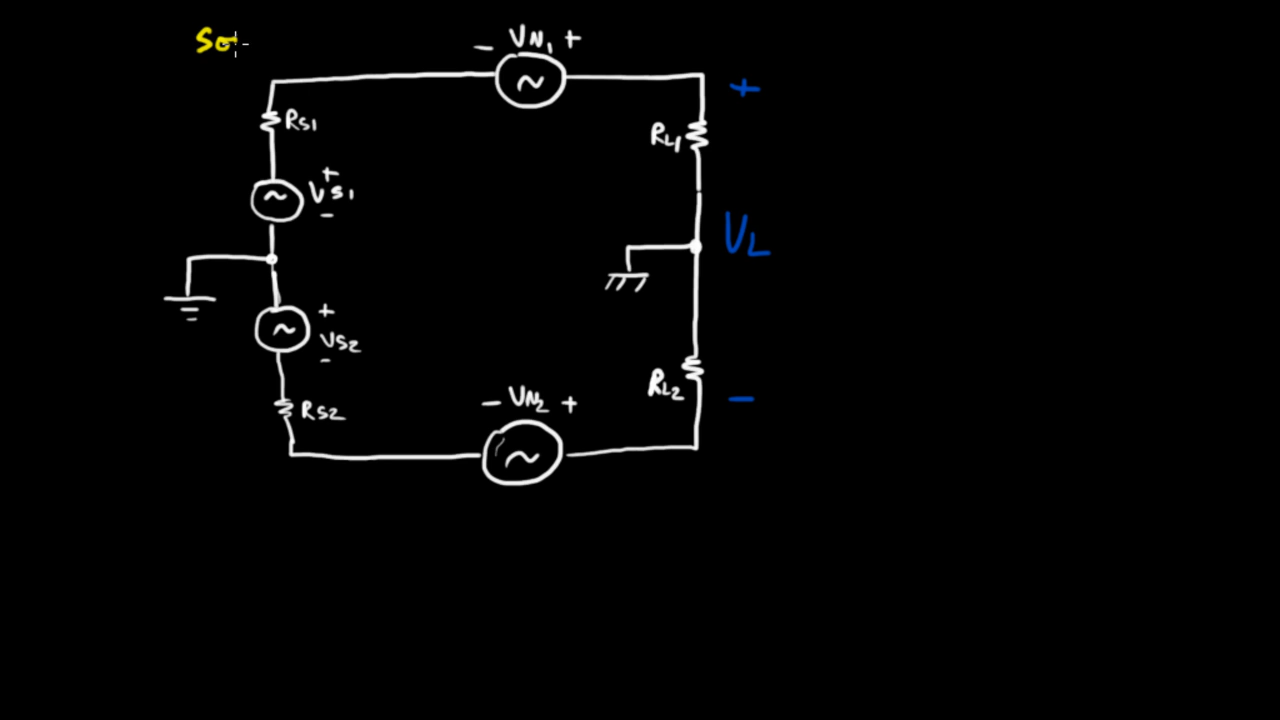 So
- VN1 +
RS1
+
RL1
+
VS1
-
VL
+
VS2
-
RL2
- VN2 +
-
RS2